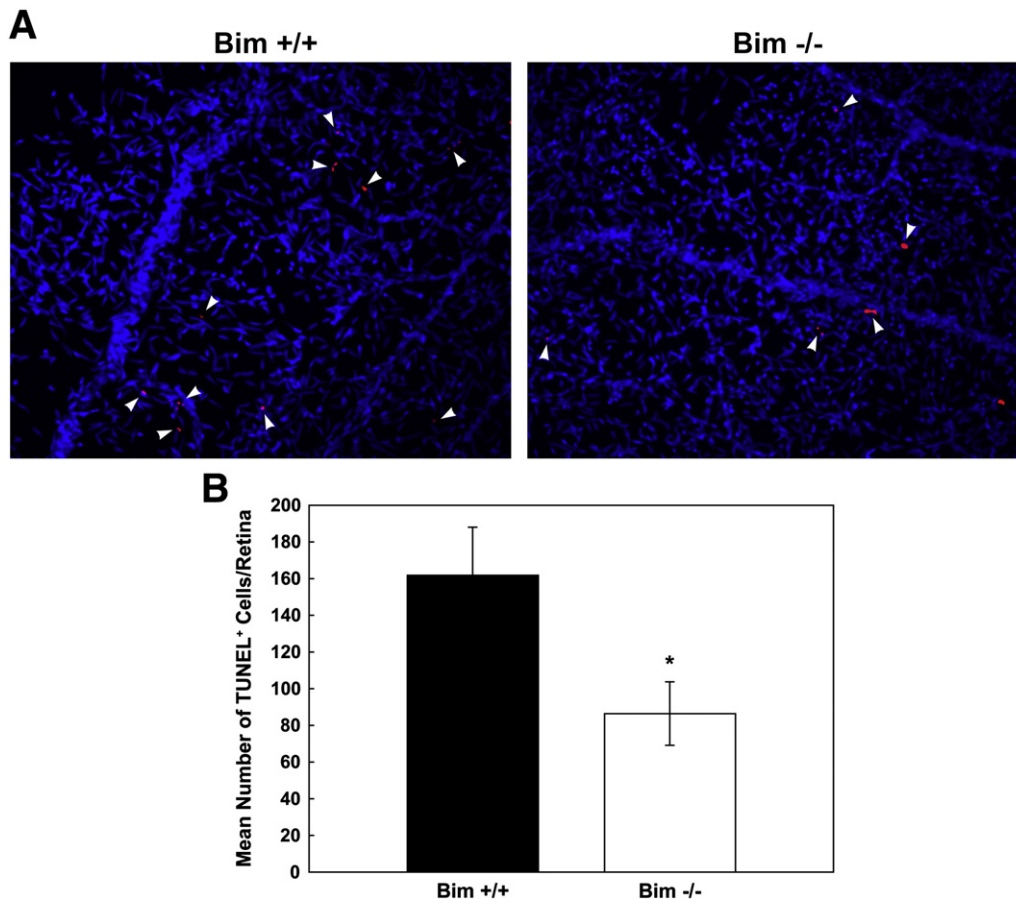 A
Bim +/+
Bim -/-
B
Mean Number of TUNEL⁺ Cells/Retina
200
180
160
140
120
100
80
60
40
20
0
*
Bim +/+
Bim -/-